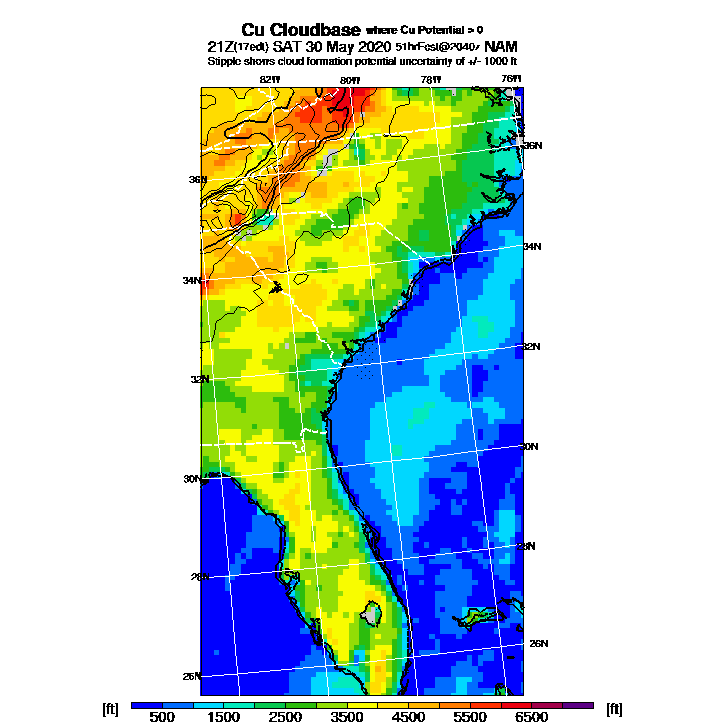 Cu Cloudbase where Cu Potential > 0
21Z(17edt) SAT 30 May 2020 51hrFcst@2040z NAM
Stipple shows cloud formation potential uncertainty of +/- 1000 ft
82W 80W 78W 76W
36N
36N
34N
34N
32N
32N
30N
30N
28N
28N
26N
26N
[ft] 500 1500 2500 3500 4500 5500 6500 [ft]